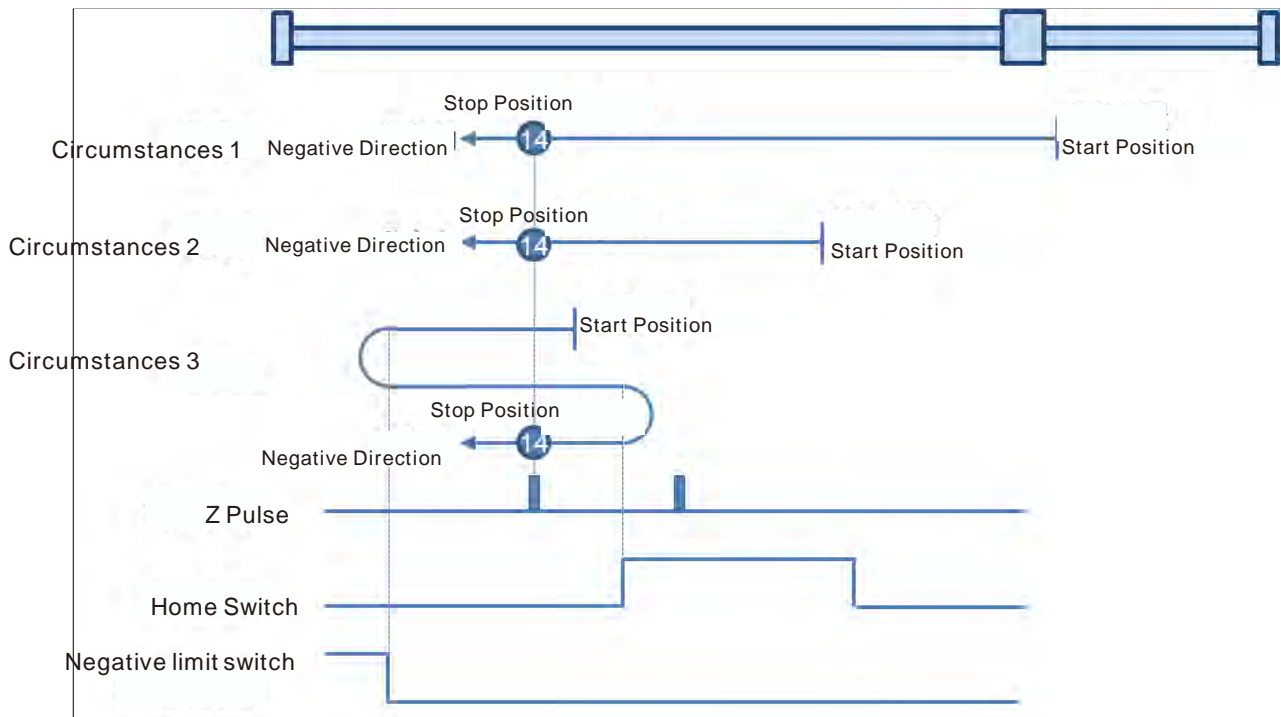 Stop Position
14
Circumstances 1
Negative Direction
Start Position
Stop Position
14
Circumstances 2
Negative Direction
Start Position
Start Position
Circumstances 3
Stop Position
14
Negative Direction
Z Pulse
Home Switch
Negative limit switch